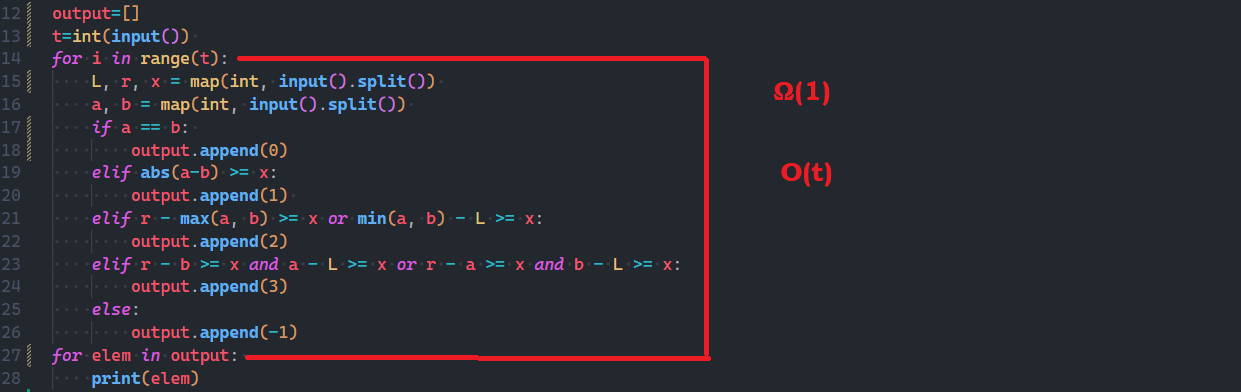 12 output=[]
13 t=int(input())
14 for i in range(t):
15     L, r, x = map(int, input().split())
16     a, b = map(int, input().split())
17     if a == b:
18         output.append(0)
19     elif abs(a-b) >= x:
20         output.append(1)
21     elif r - max(a, b) >= x or min(a, b) - L >= x:
22         output.append(2)
23     elif r - b >= x and a - L >= x or r - a >= x and b - L >= x:
24         output.append(3)
25     else:
26         output.append(-1)
27 for elem in output:
28     print(elem)
Ω(1)
O(t)